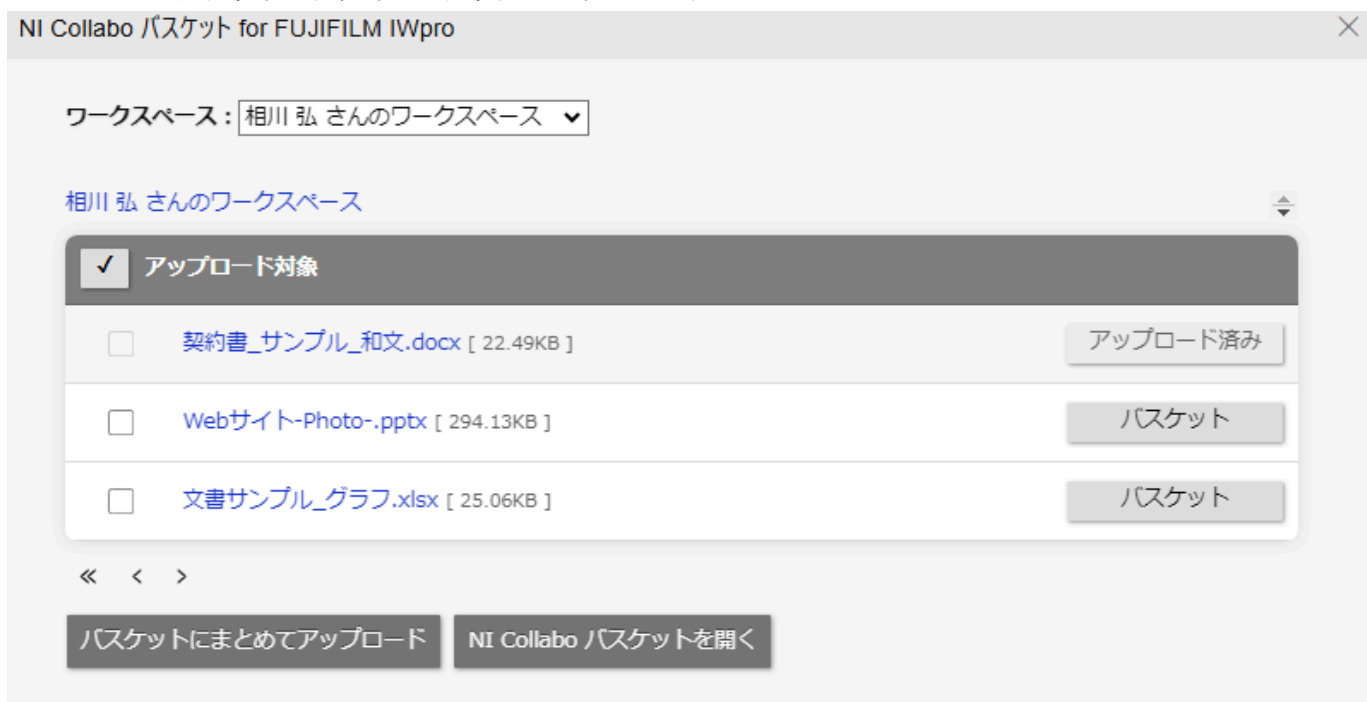 NI Collabo バスケット for FUJIFILM IWpro
ワークスペース : 相川 弘 さんのワークスペース
相川 弘 さんのワークスペース
アップロード対象
契約書_サンプル_和文.docx [ 22.49KB ] アップロード済み
Webサイト-Photo-.pptx [ 294.13KB ] バスケット
文書サンプル_グラフ.xlsx [ 25.06KB ] バスケット
« < >
バスケットにまとめてアップロード NI Collabo バスケットを開く